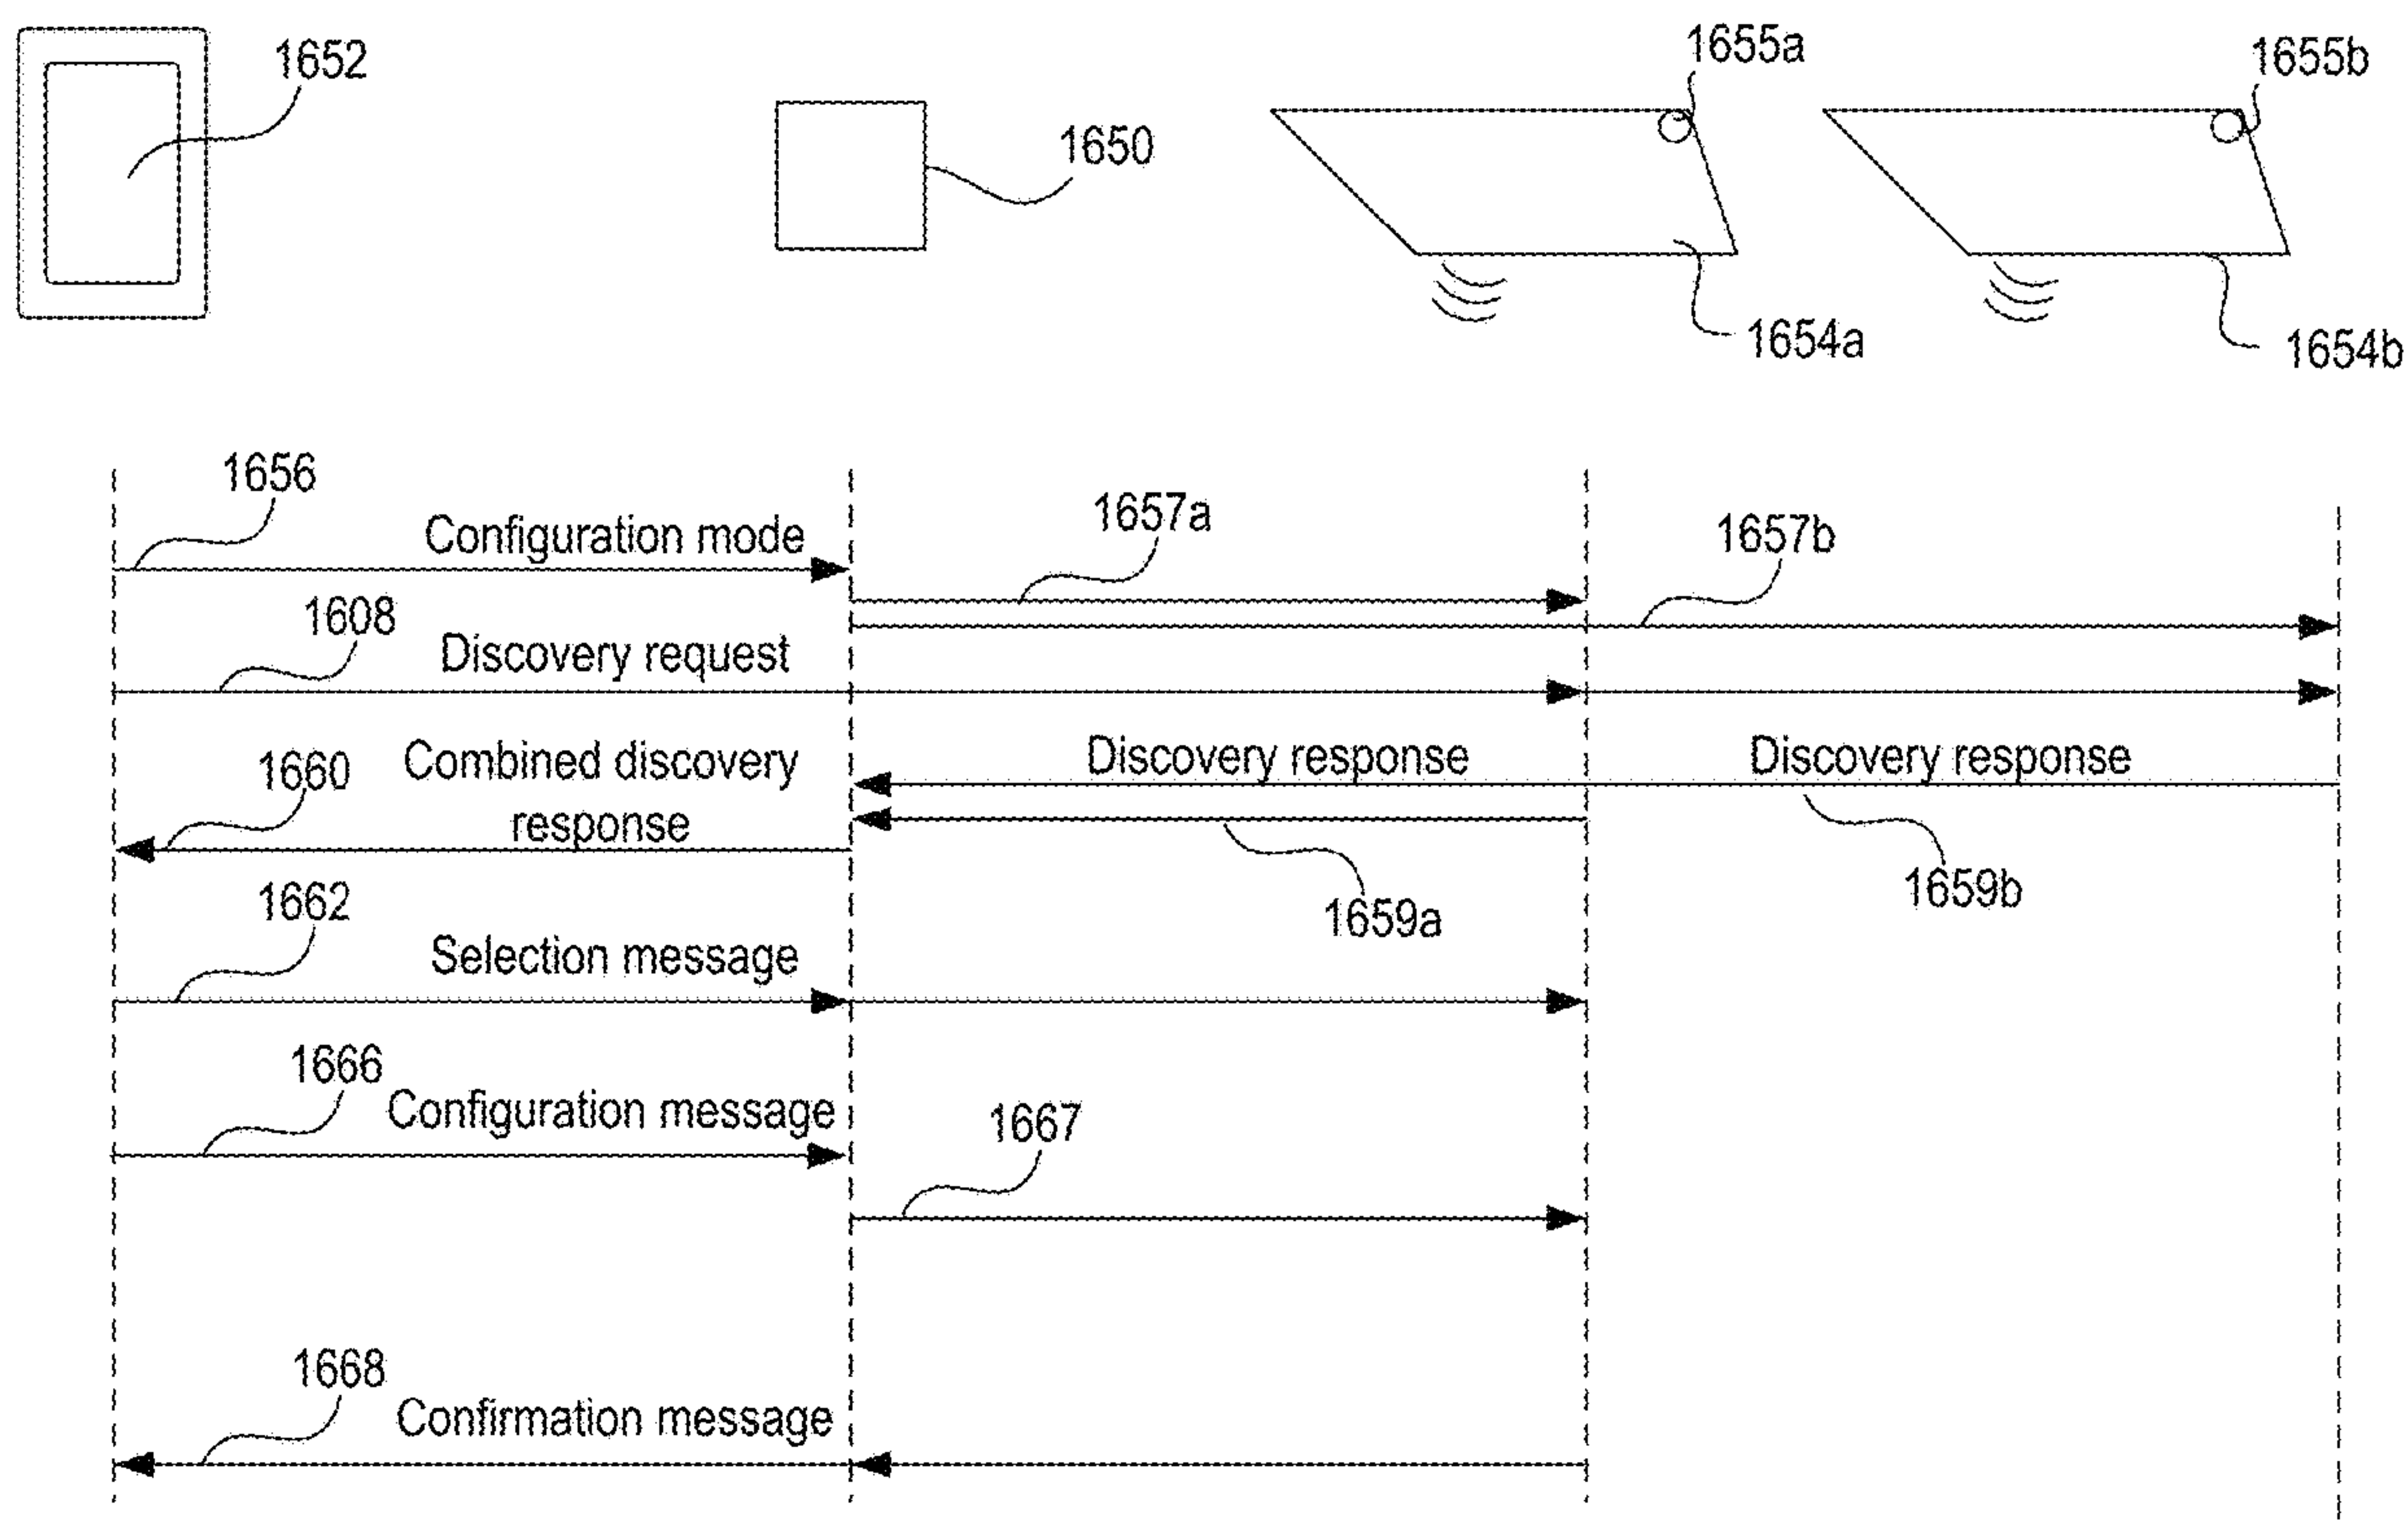 1652
1650
1655a
1655b
1654a
1654b
1656
Configuration mode
1657a
1657b
1608
Discovery request
1660
Combined discovery
response
Discovery response
Discovery response
1659a
1659b
1662
Selection message
1666
Configuration message
1667
1668
Confirmation message